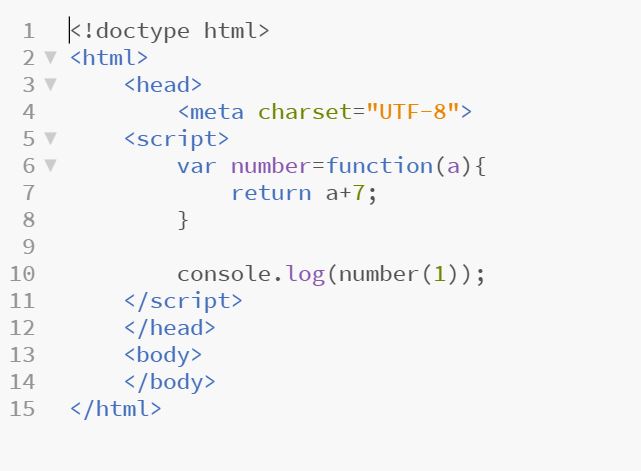 1 <!doctype html>
2 <html>
3 <head>
4 <meta charset="UTF-8">
5 <script>
6 var number=function(a){
7 return a+7;
8 }
9
10 console.log(number(1));
11 </script>
12 </head>
13 <body>
14 </body>
15 </html>